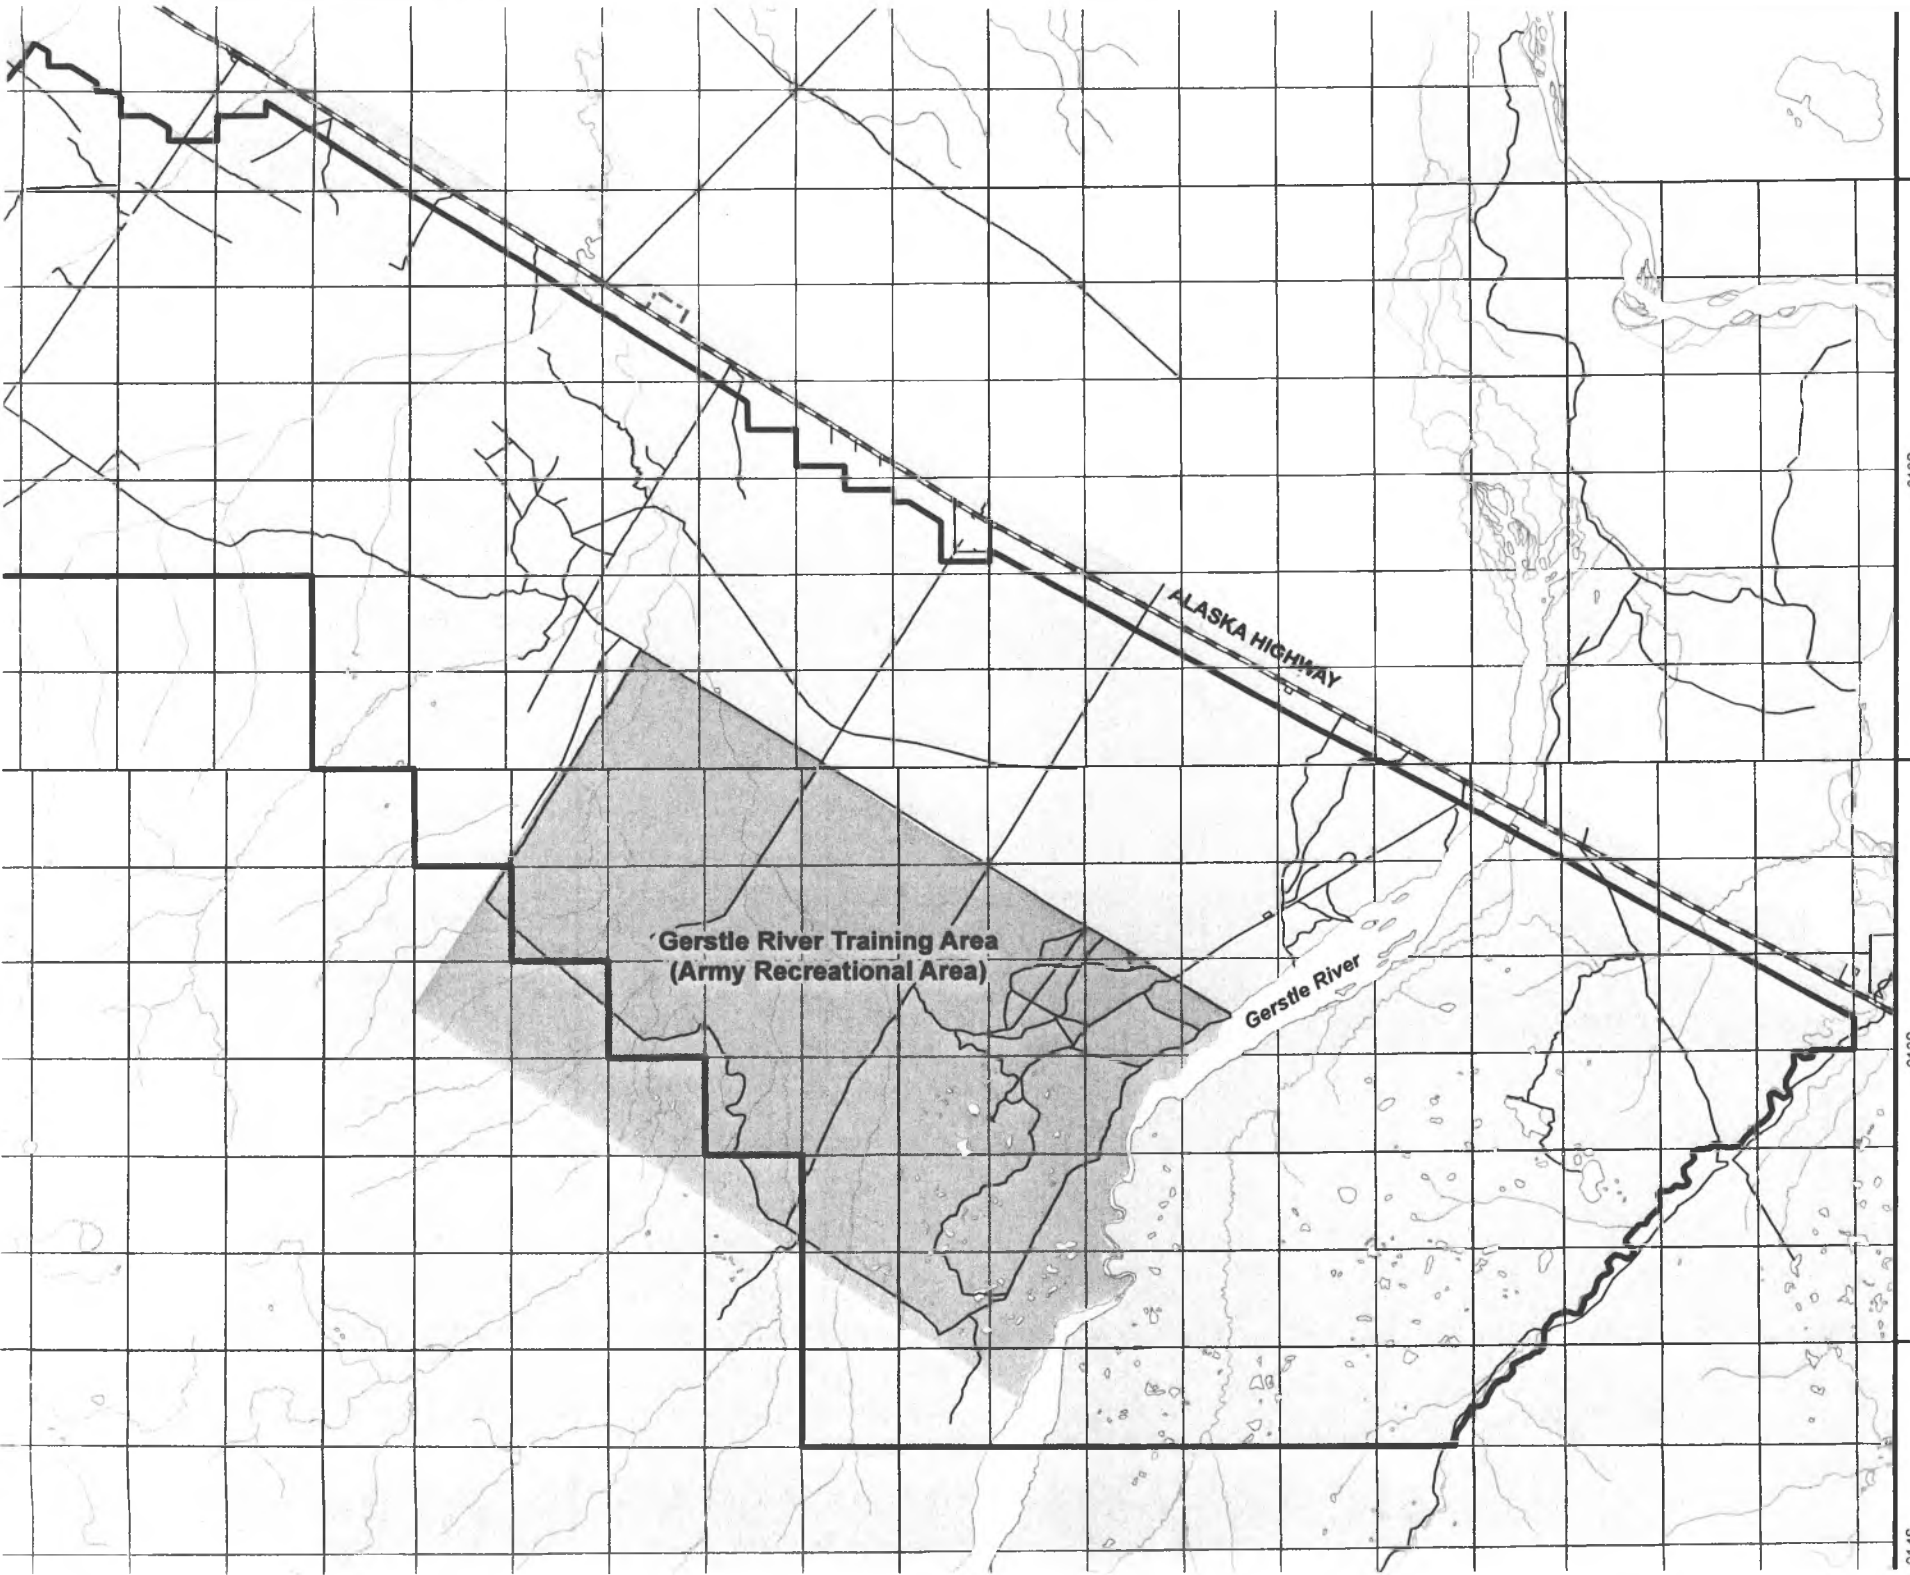 ALASKA HIGHWAY
Gerstle River Training Area
(Army Recreational Area)
Gerstle River